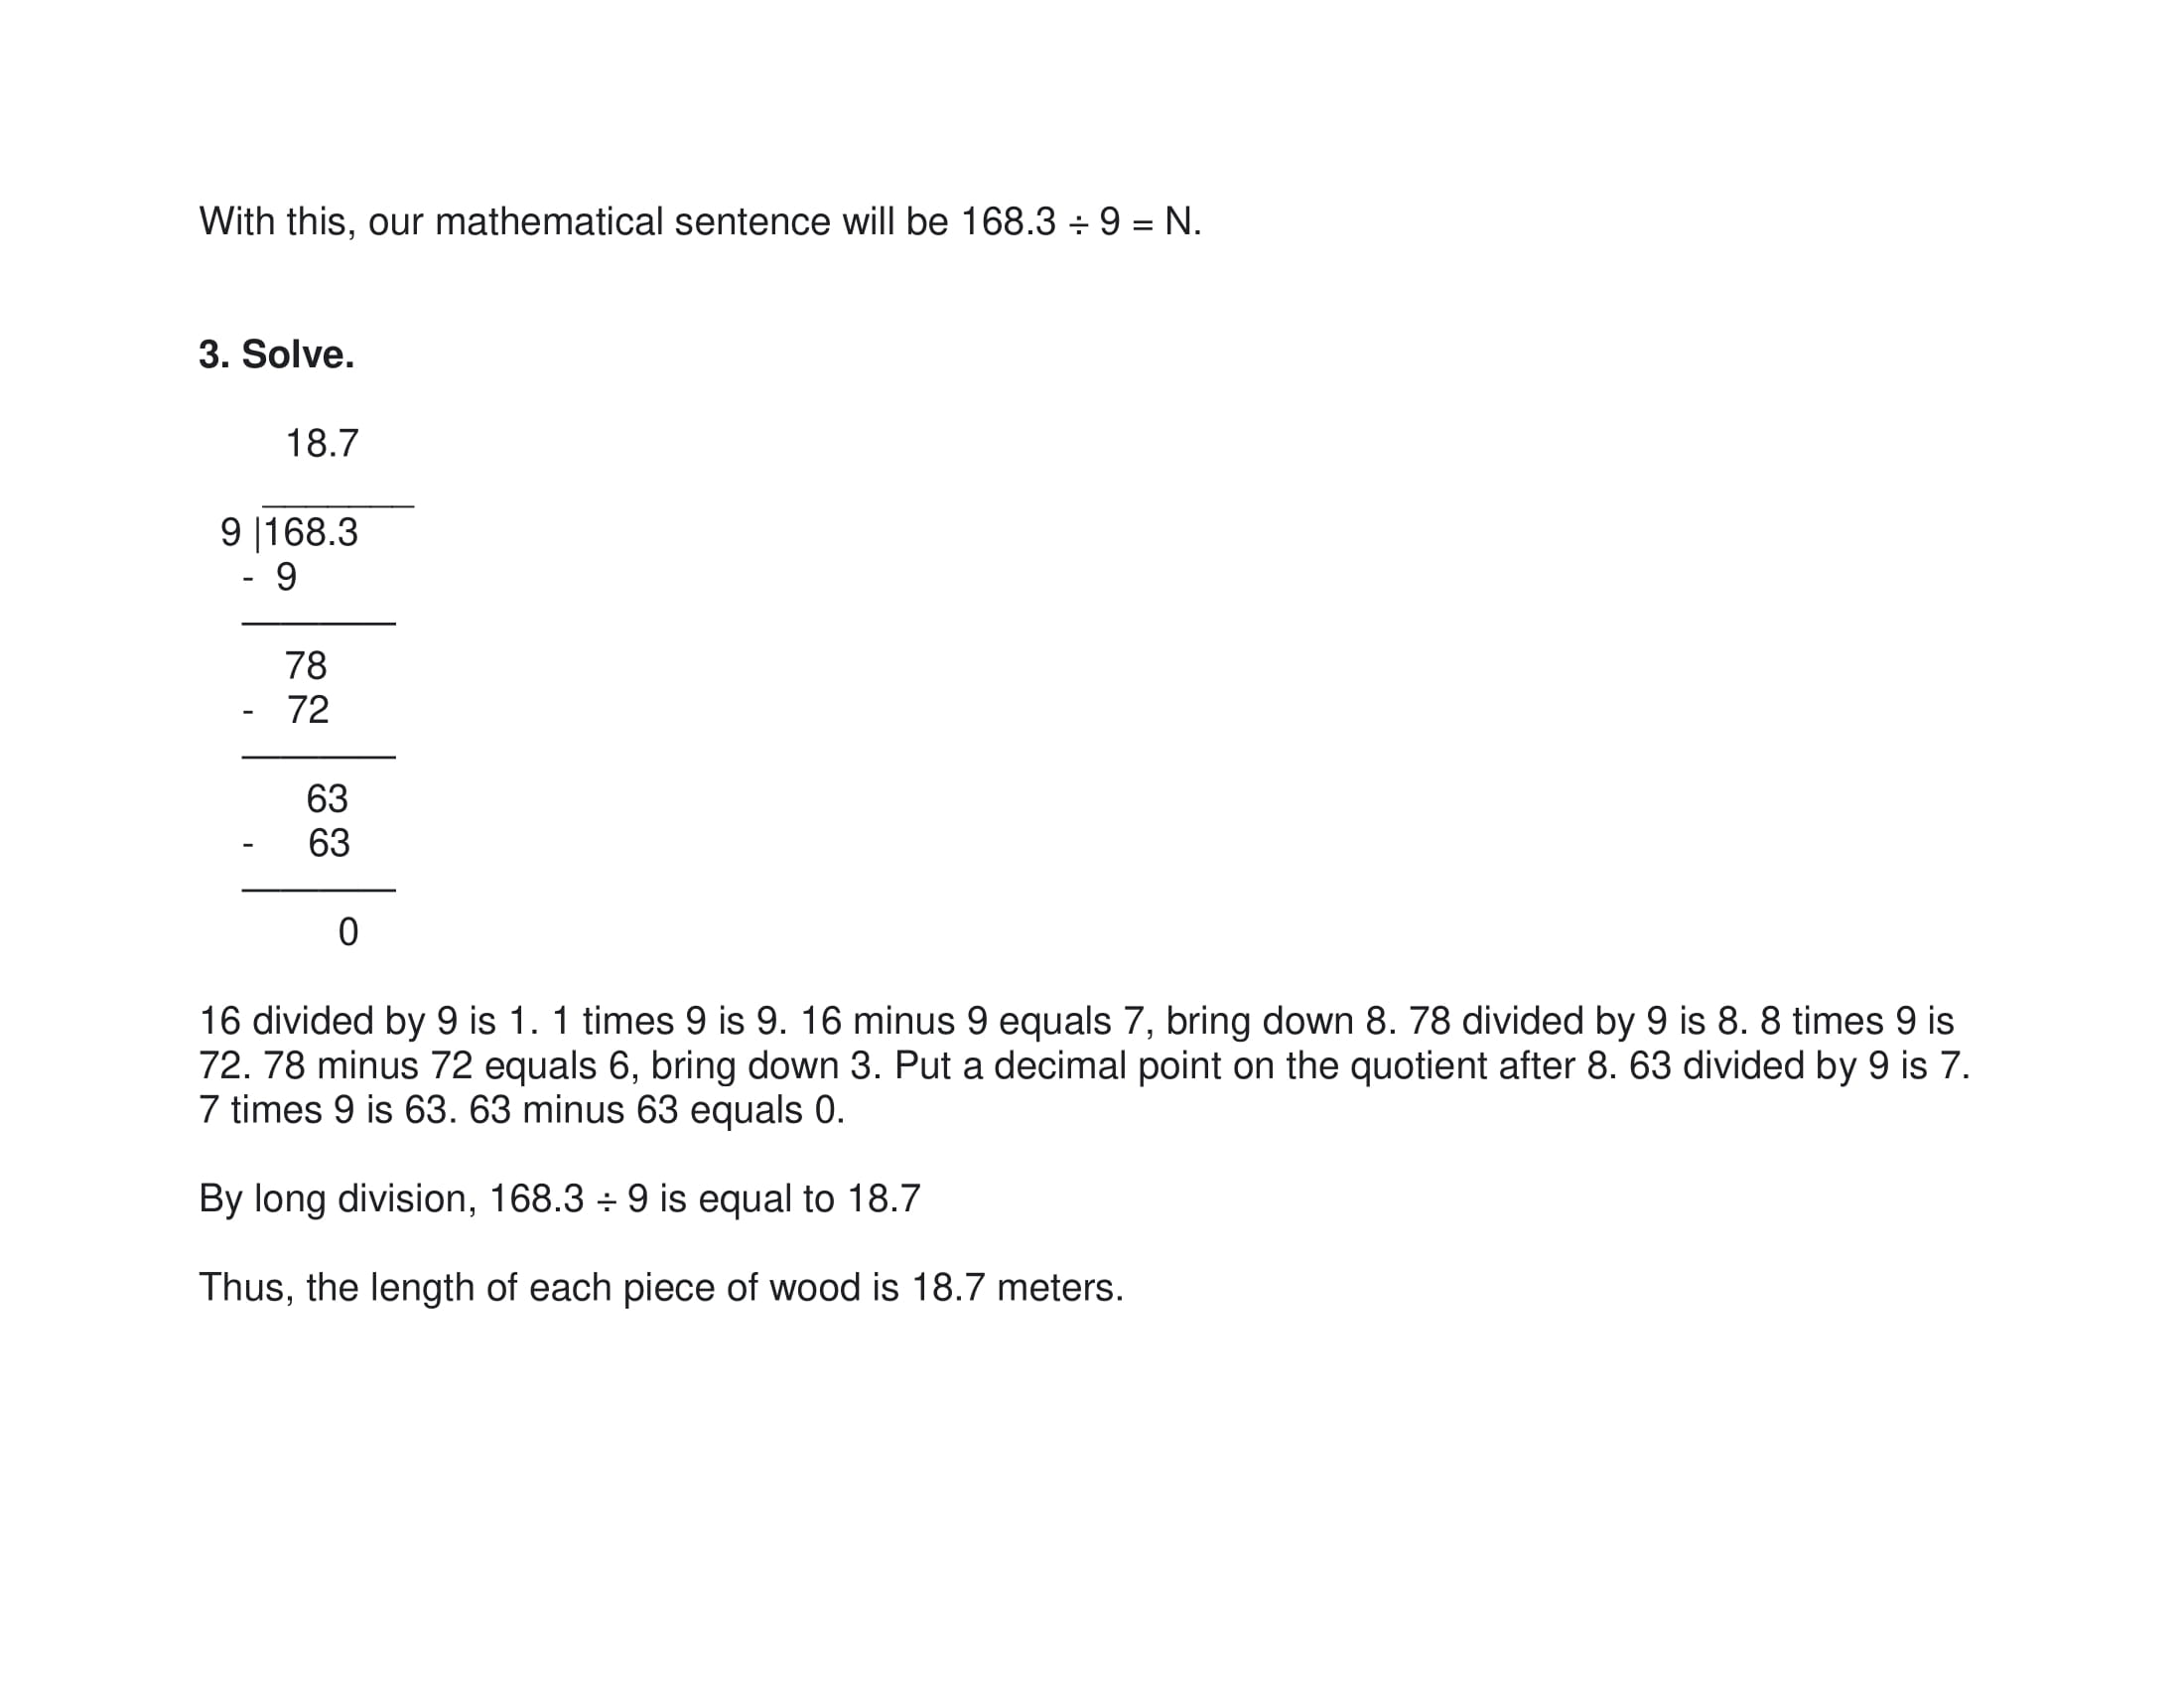 With this, our mathematical sentence will be 168.3 ÷ 9 = N.
3. Solve.
18.7
9 |168.3
- 9
78
- 72
63
- 63
0
16 divided by 9 is 1. 1 times 9 is 9. 16 minus 9 equals 7, bring down 8. 78 divided by 9 is 8. 8 times 9 is
72. 78 minus 72 equals 6, bring down 3. Put a decimal point on the quotient after 8. 63 divided by 9 is 7.
7 times 9 is 63. 63 minus 63 equals 0.
By long division, 168.3 ÷ 9 is equal to 18.7
Thus, the length of each piece of wood is 18.7 meters.